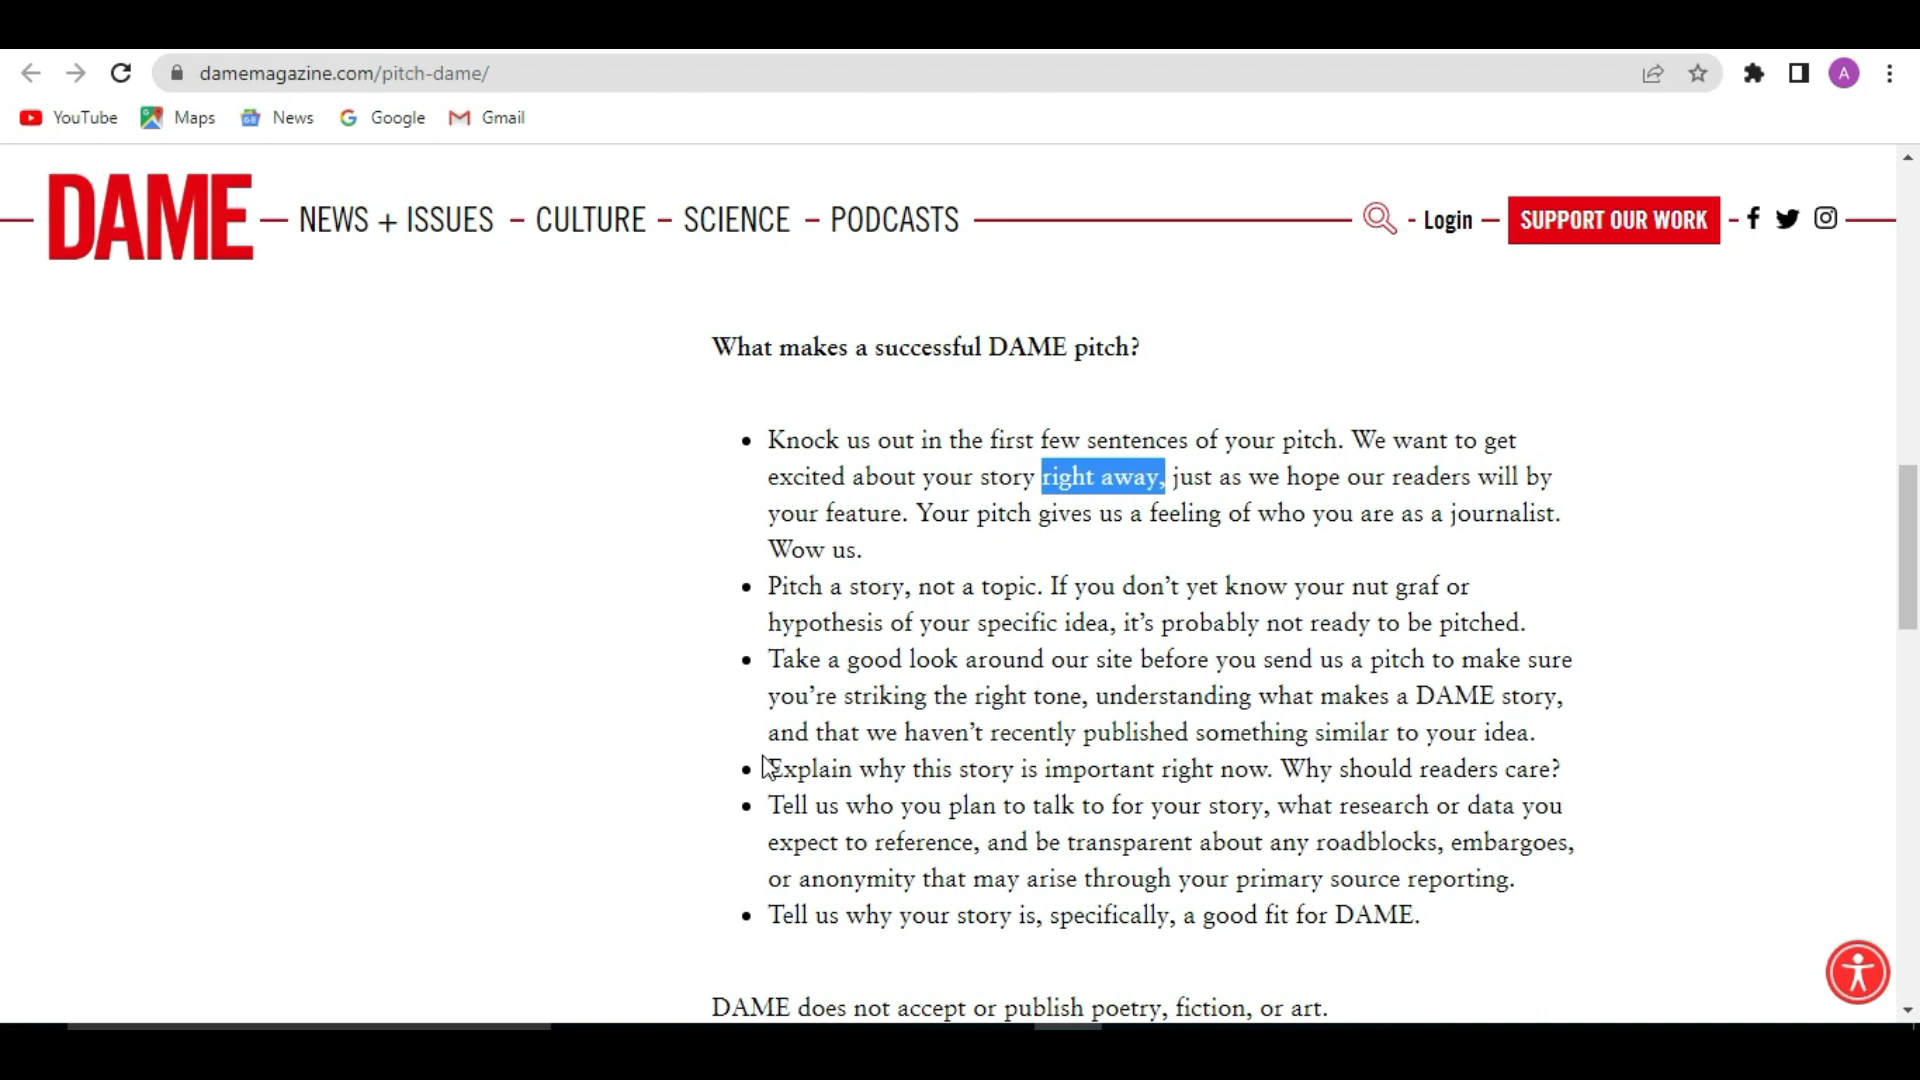 damemagazine.com/pitch-dame/
A
YouTube Maps News Google Gmail
DAME NEWS + ISSUES CULTURE SCIENCE PODCASTS Login SUPPORT OUR WORK
What makes a successful DAME pitch?
Knock us out in the first few sentences of your pitch. We want to get
excited about your story right away, just as we hope our readers will by
your feature. Your pitch gives us a feeling of who you are as a journalist.
Wow us.
Pitch a story, not a topic. If you don’t yet know your nut graf or
hypothesis of your specific idea, it’s probably not ready to be pitched.
Take a good look around our site before you send us a pitch to make sure
you’re striking the right tone, understanding what makes a DAME story,
and that we haven’t recently published something similar to your idea.
Explain why this story is important right now. Why should readers care?
Tell us who you plan to talk to for your story, what research or data you
expect to reference, and be transparent about any roadblocks, embargoes,
or anonymity that may arise through your primary source reporting.
Tell us why your story is, specifically, a good fit for DAME.
DAME does not accept or publish poetry, fiction, or art.